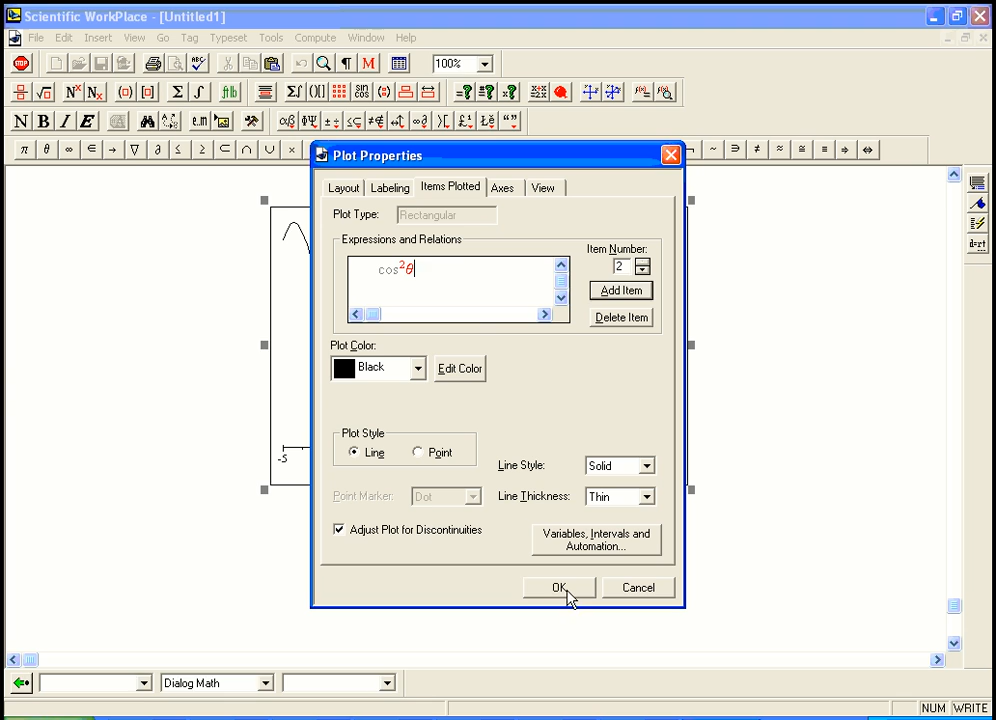 Scientific WorkPlace - [Untitled1]
File Edit Insert View Go Tag Typeset Tools Compute Window Help
STOP ABC ¶ M 100%
N B I E
Plot Properties
Layout Labeling Items Plotted Axes View
Plot Type: Rectangular
Expressions and Relations
cos²θ
Item Number:
2
Add Item
Delete Item
Plot Color:
Black
Edit Color
Plot Style
Line Point
Line Style: Solid
Point Marker: Dot
Line Thickness: Thin
Adjust Plot for Discontinuities
Variables, Intervals and
Automation...
OK Cancel
-5
Dialog Math
NUM WRITE